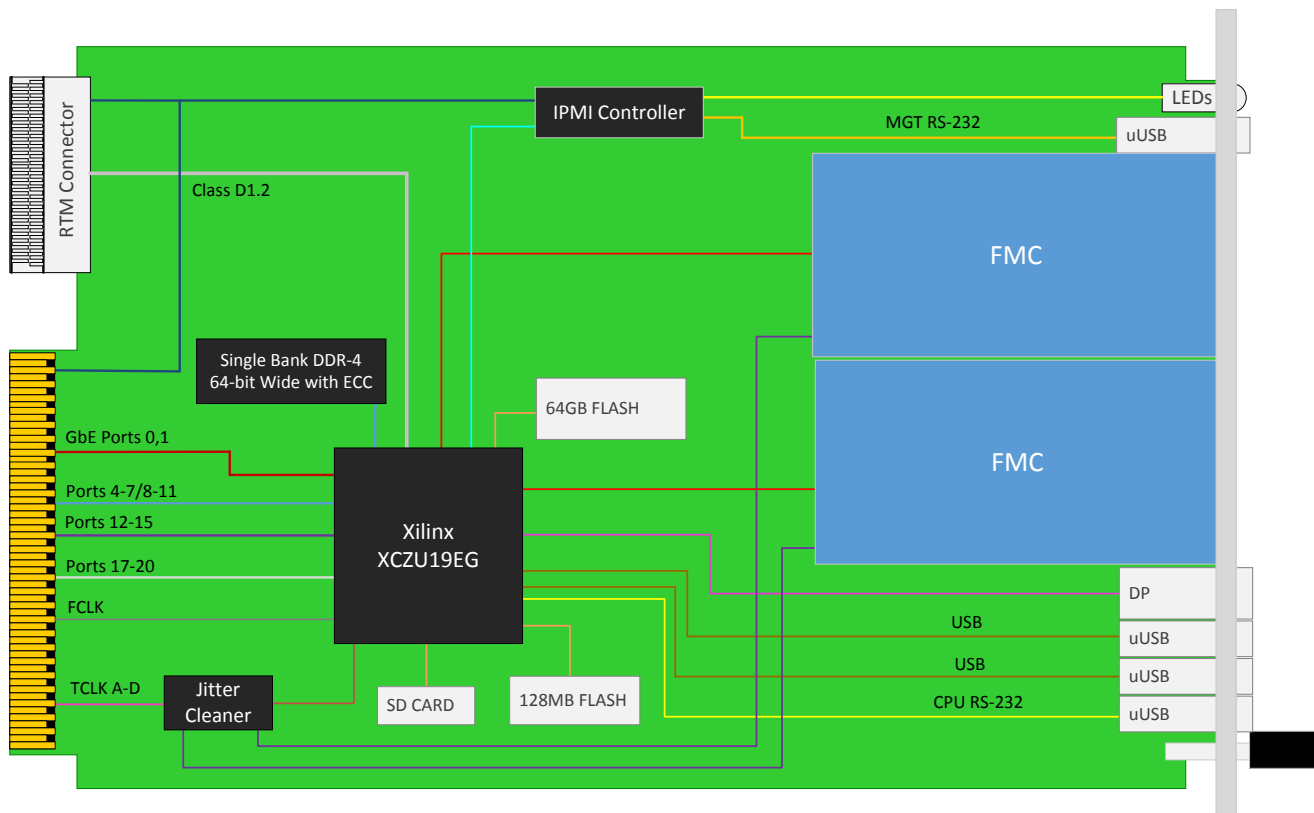 LEDs
IPMI Controller
MGT RS-232
uUSB
RTM Connector
Class D1.2
FMC
Single Bank DDR-4
64-bit Wide with ECC
64GB FLASH
GbE Ports 0,1
FMC
Ports 4-7/8-11
Ports 12-15
Xilinx
XCZU19EG
Ports 17-20
DP
FCLK
USB
uUSB
USB
uUSB
TCLK A-D
Jitter
Cleaner
SD CARD
128MB FLASH
CPU RS-232
uUSB